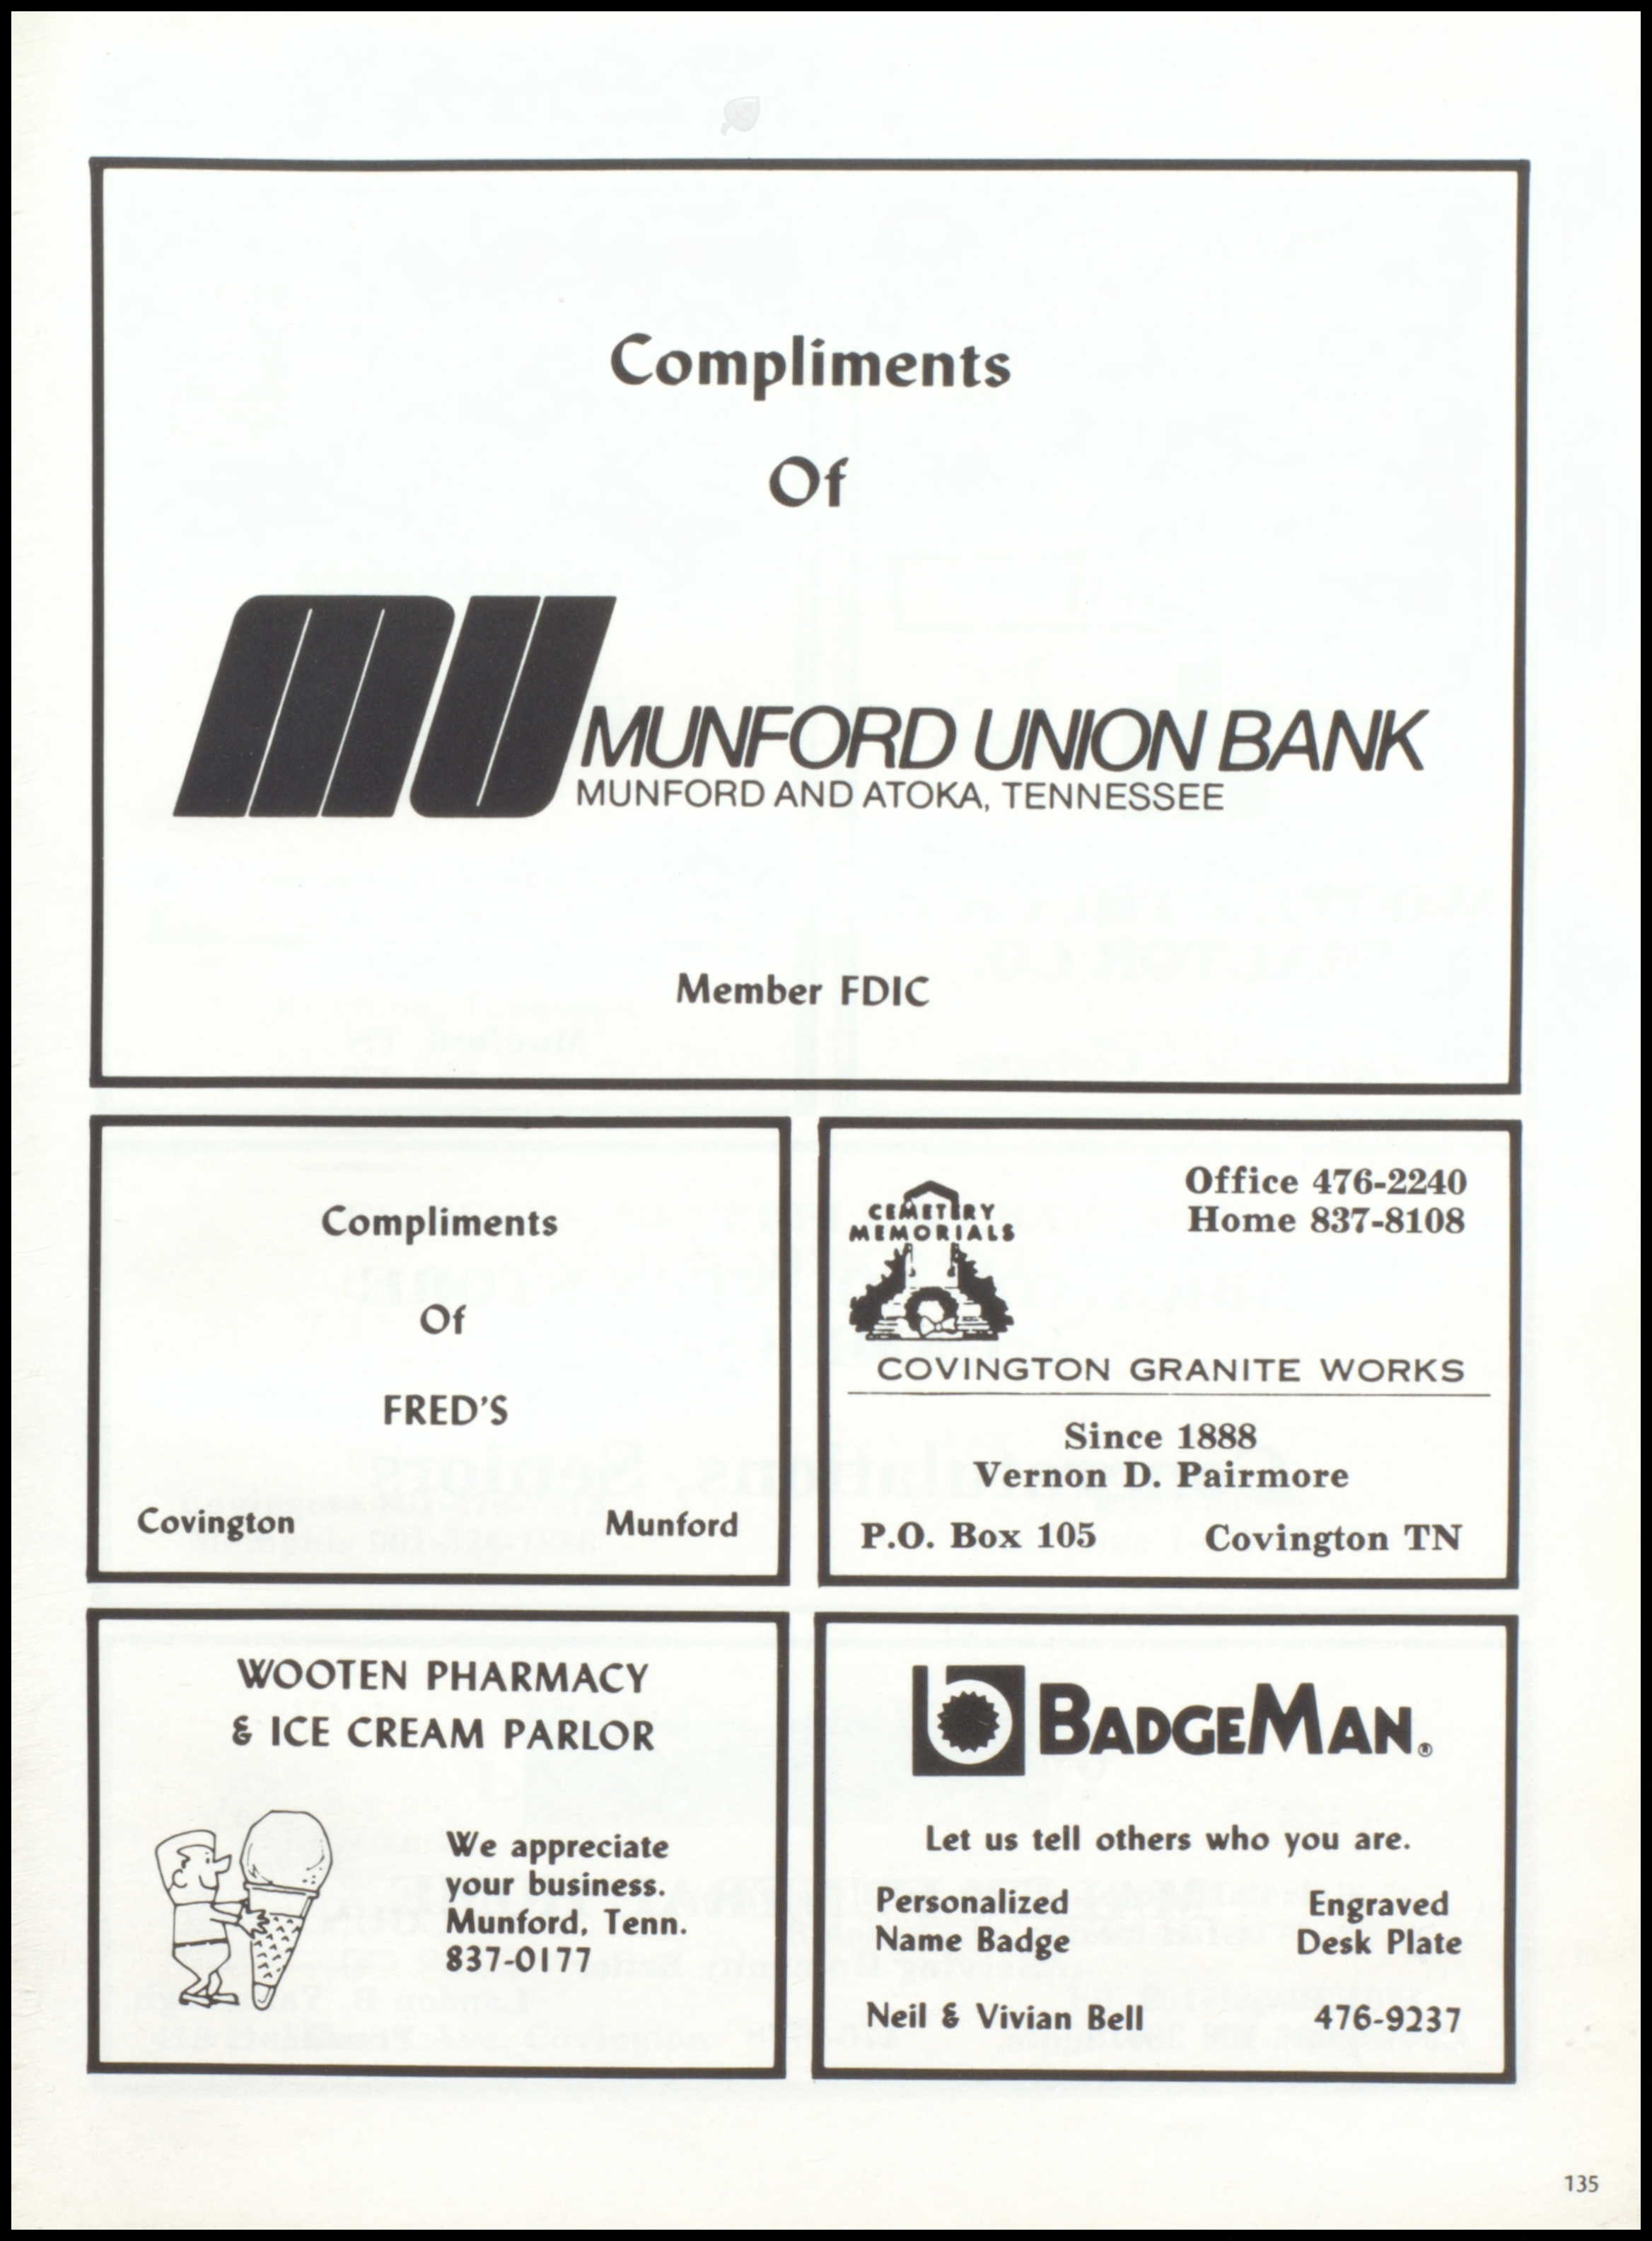 Compliments
Of
MU
MUNFORD UNION BANK
MUNFORD AND ATOKA, TENNESSEE
Member FDIC
Compliments
Of
FRED'S
Covington Munford
CEMETERY
MEMORIALS
Office 476-2240
Home 837-8108
COVINGTON GRANITE WORKS
Since 1888
Vernon D. Pairmore
P.O. Box 105 Covington TN
WOOTEN PHARMACY
& ICE CREAM PARLOR
We appreciate
your business.
Munford, Tenn.
837-0177
b BADGEMAN®
Let us tell others who you are.
Personalized Engraved
Name Badge Desk Plate
Neil & Vivian Bell 476-9237
135